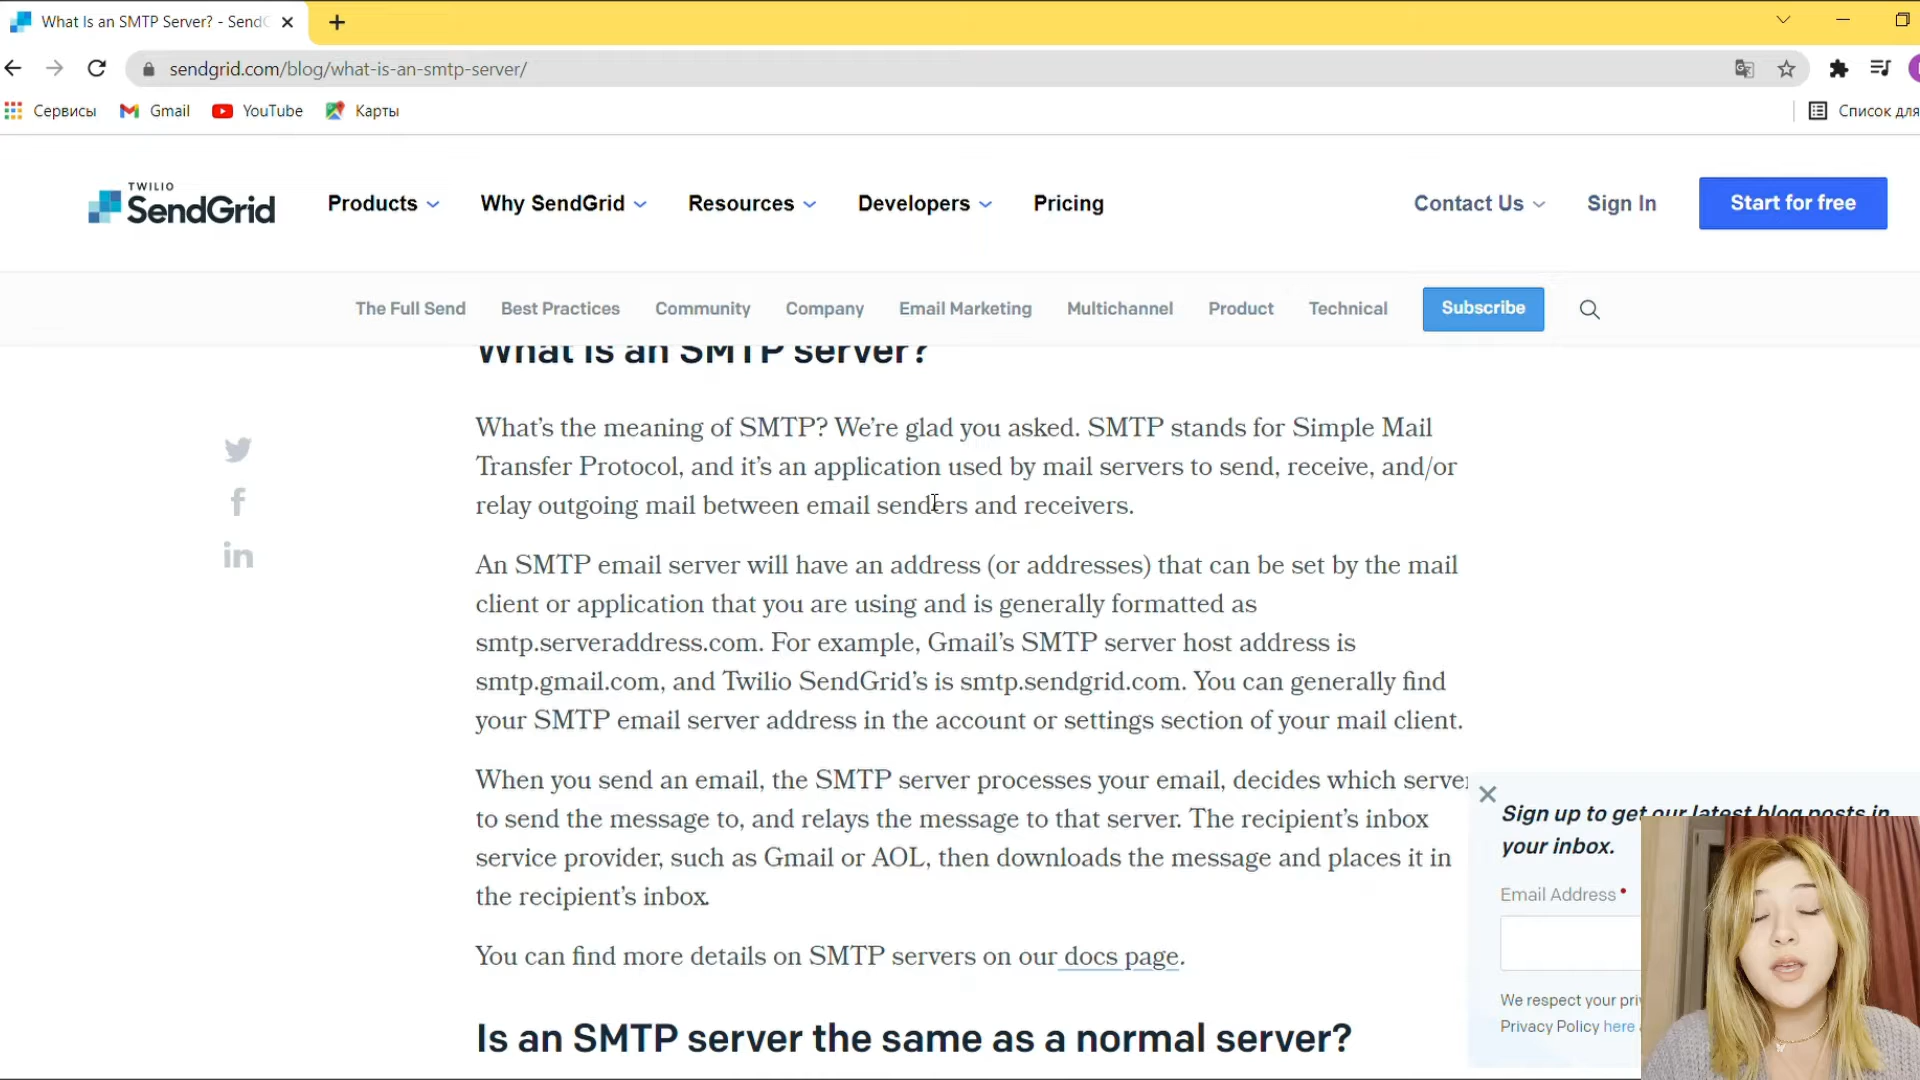 What Is an SMTP Server? - Send
sendgrid.com/blog/what-is-an-smtp-server/
Сервисы Gmail YouTube Карты Список для
TWILIO
SendGrid Products Why SendGrid Resources Developers Pricing Contact Us Sign In Start for free
The Full Send Best Practices Community Company Email Marketing Multichannel Product Technical Subscribe
What is an SMTP server?
What's the meaning of SMTP? We're glad you asked. SMTP stands for Simple Mail
Transfer Protocol, and it's an application used by mail servers to send, receive, and/or
relay outgoing mail between email senders and receivers.
An SMTP email server will have an address (or addresses) that can be set by the mail
client or application that you are using and is generally formatted as
smtp.serveraddress.com. For example, Gmail's SMTP server host address is
smtp.gmail.com, and Twilio SendGrid's is smtp.sendgrid.com. You can generally find
your SMTP email server address in the account or settings section of your mail client.
When you send an email, the SMTP server processes your email, decides which server
to send the message to, and relays the message to that server. The recipient's inbox
service provider, such as Gmail or AOL, then downloads the message and places it in
the recipient's inbox.
You can find more details on SMTP servers on our docs page.
Is an SMTP server the same as a normal server?
Sign up to get our latest blog posts in
your inbox.
Email Address *
We respect your pri
Privacy Policy here